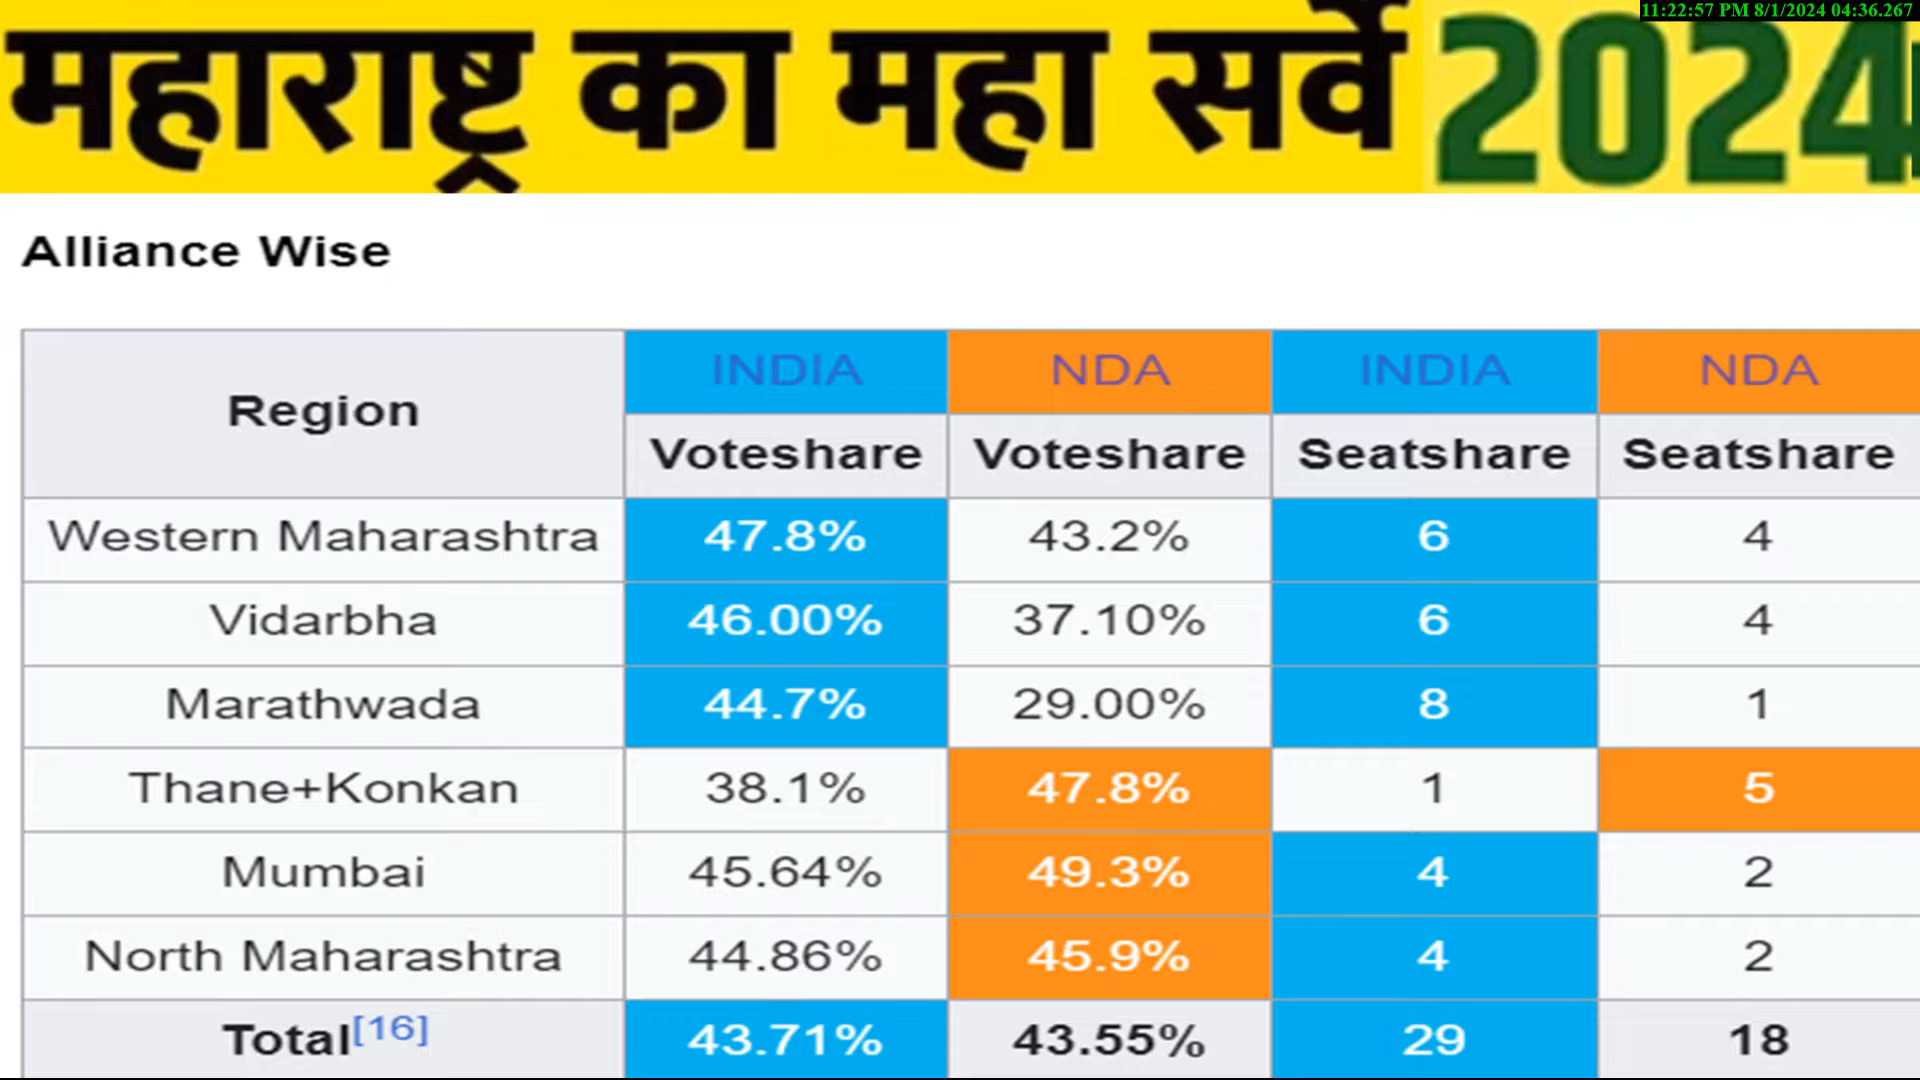 11:22:57 PM 8/1/2024 04:36.267
महाराष्ट्र का महा सर्वे 2024
Alliance Wise
Region INDIA NDA INDIA NDA
Voteshare Voteshare Seatshare Seatshare
Western Maharashtra 47.8% 43.2% 6 4
Vidarbha 46.00% 37.10% 6 4
Marathwada 44.7% 29.00% 8 1
Thane+Konkan 38.1% 47.8% 1 5
Mumbai 45.64% 49.3% 4 2
North Maharashtra 44.86% 45.9% 4 2
Total[16] 43.71% 43.55% 29 18